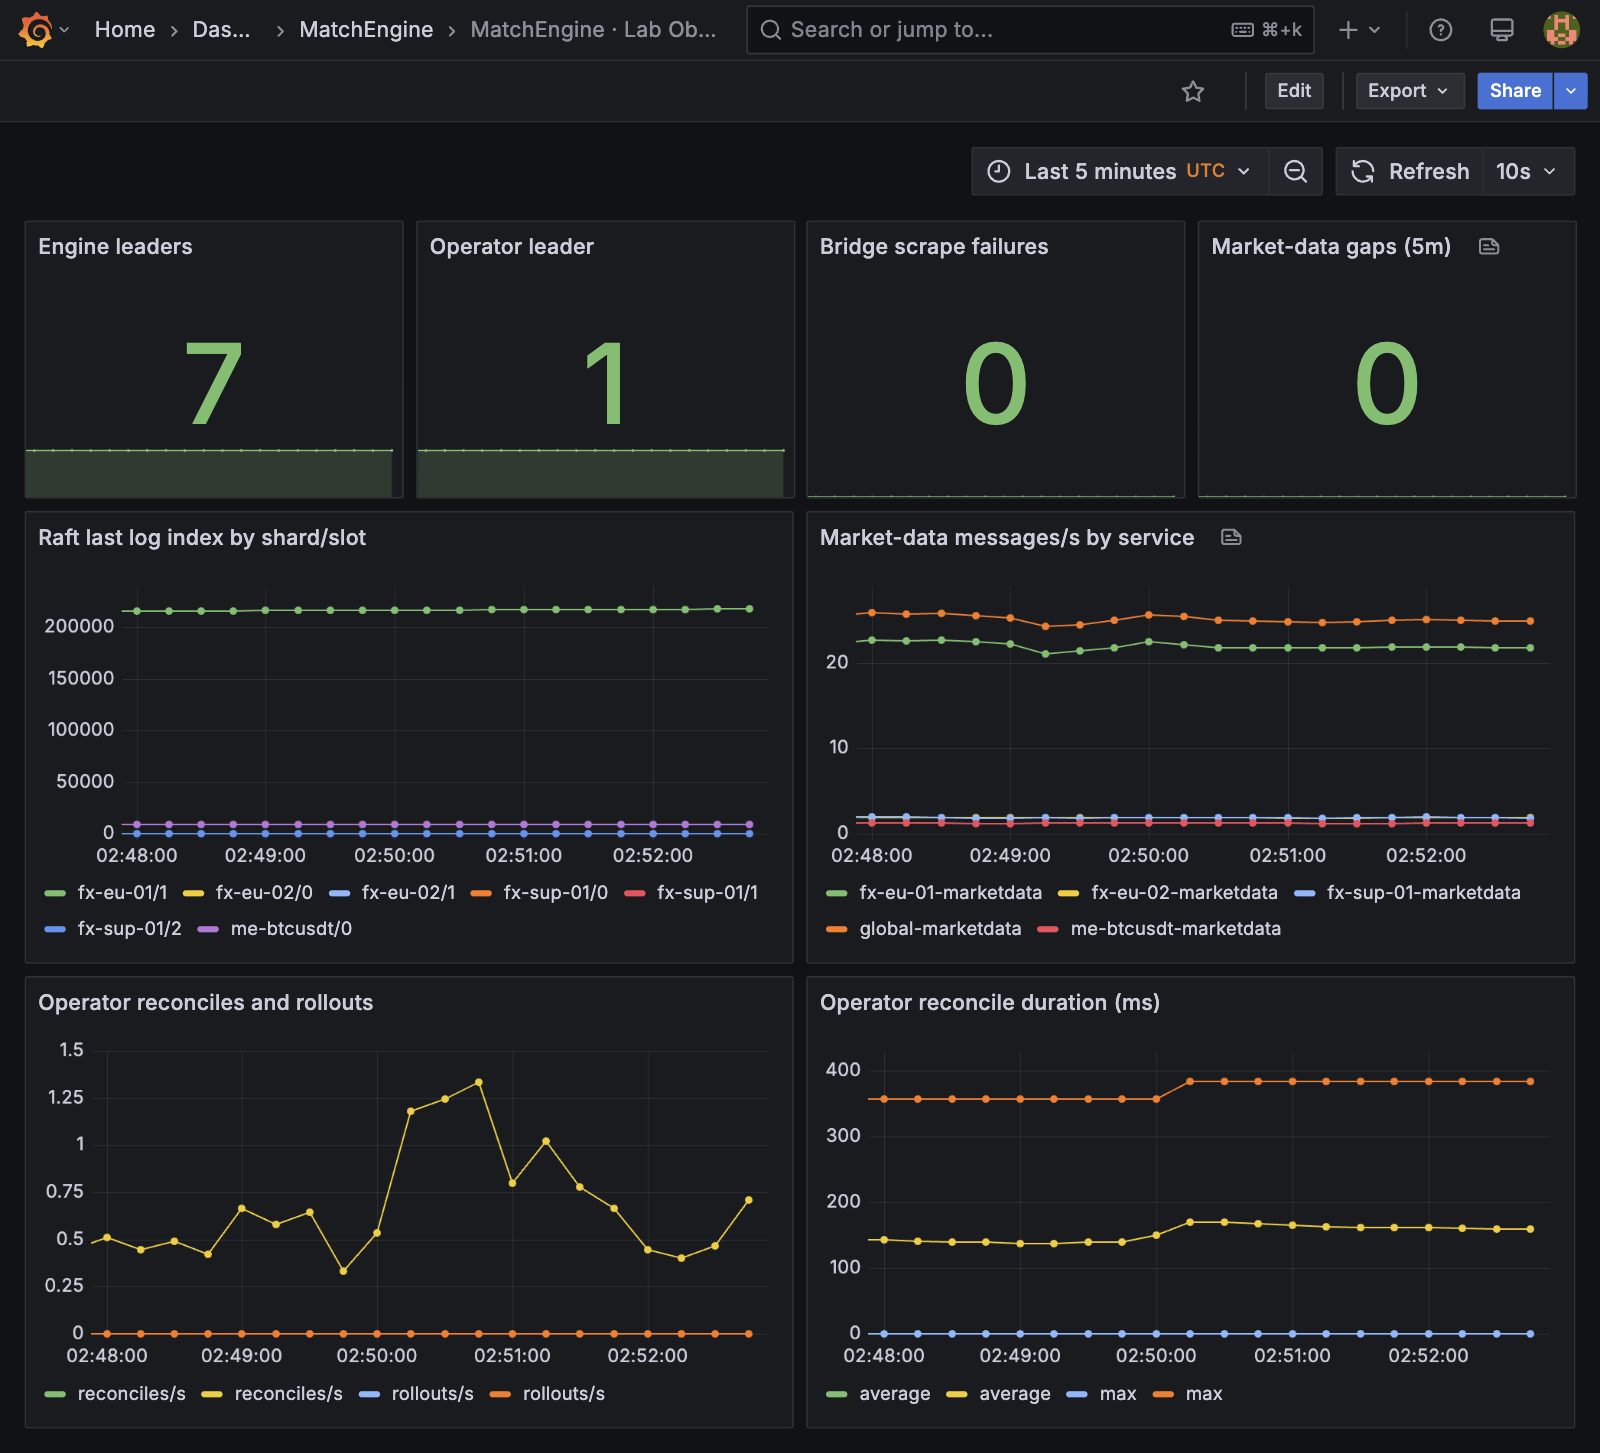 Home › Das... › MatchEngine › MatchEngine · Lab Ob...
Search or jump to... ⌘+k
Edit Export Share
Last 5 minutes UTC Refresh 10s
Engine leaders
7
Operator leader
1
Bridge scrape failures
0
Market-data gaps (5m)
0
Raft last log index by shard/slot
200000
150000
100000
50000
0
02:48:00 02:49:00 02:50:00 02:51:00 02:52:00
fx-eu-01/1 fx-eu-02/0 fx-eu-02/1 fx-sup-01/0 fx-sup-01/1
fx-sup-01/2 me-btcusdt/0
Market-data messages/s by service
20
10
0
02:48:00 02:49:00 02:50:00 02:51:00 02:52:00
fx-eu-01-marketdata fx-eu-02-marketdata fx-sup-01-marketdata
global-marketdata me-btcusdt-marketdata
Operator reconciles and rollouts
1.5
1.25
1
0.75
0.5
0.25
0
02:48:00 02:49:00 02:50:00 02:51:00 02:52:00
reconciles/s reconciles/s rollouts/s rollouts/s
Operator reconcile duration (ms)
400
300
200
100
0
02:48:00 02:49:00 02:50:00 02:51:00 02:52:00
average average max max